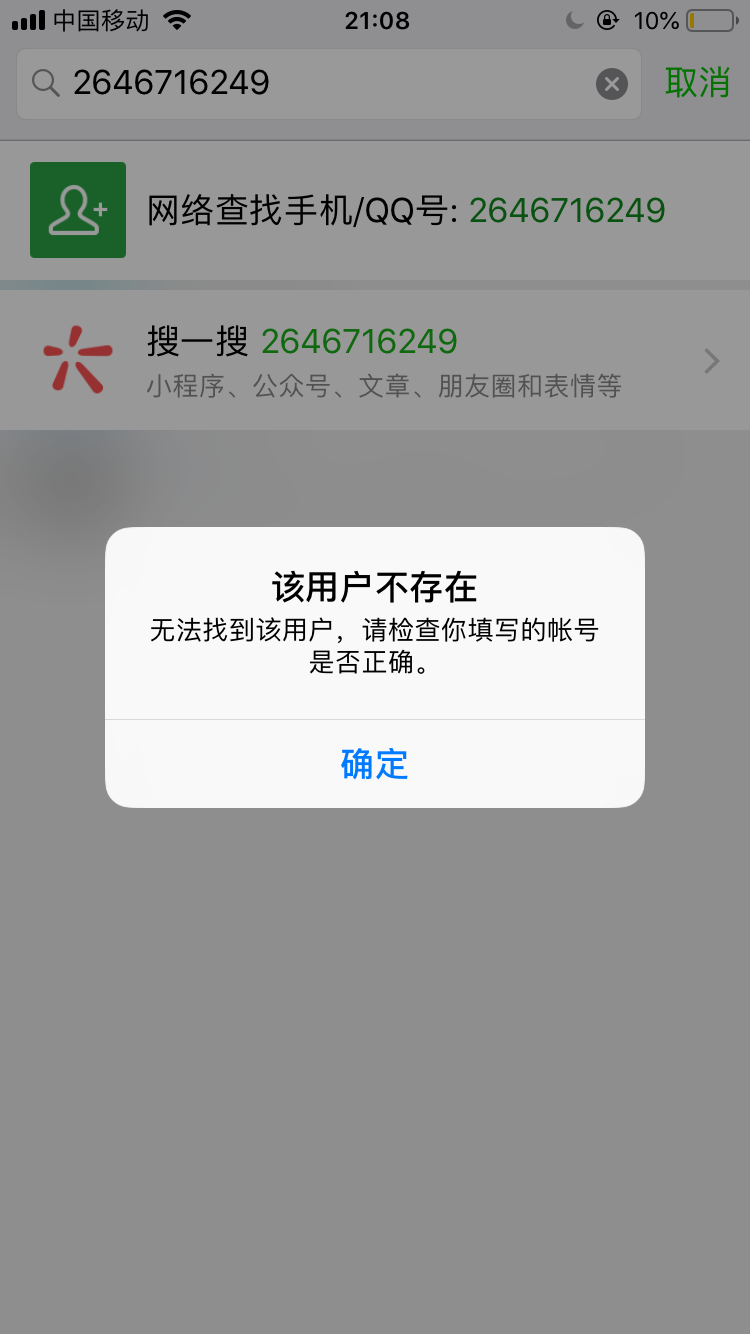 中国移动
21:08
10%
2646716249
取消
网络查找手机/QQ号: 2646716249
搜一搜 2646716249
小程序、公众号、文章、朋友圈和表情等
该用户不存在
无法找到该用户，请检查你填写的帐号
是否正确。
确定